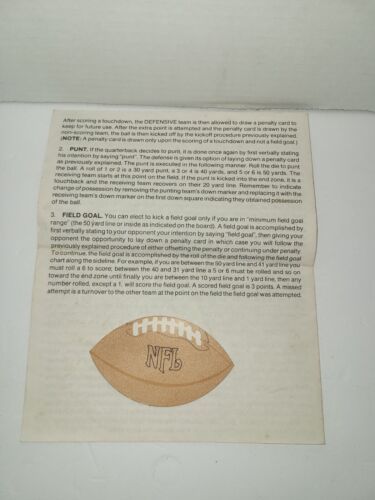 After scoring a touchdown, the DEFENSIVE team is then allowed to draw a penalty card to
keep for future use. After the extra point is attempted and the penalty card is drawn by the
non-scoring team, the ball is then kicked off by the kickoff procedure previously explained.
(NOTE: A penalty card is drawn only upon the scoring of a touchdown and not a field goal.)
2. PUNT. If the quarterback decides to punt, it is done once again by first verbally stating
his intention by saying "punt". The defense is given its option of laying down a penalty card
as previously explained. The punt is executed in the following manner. Roll the die to punt
the ball. A roll of 1 or 2 is a 30 yard punt, a 3 or 4 is 40 yards, and 5 or 6 is 50 yards. The
receiving team starts at this point on the field. If the punt is kicked into the end zone, it is a
touchback and the receiving team recovers on their 20 yard line. Remember to indicate
change of possession by removing the punting team's down marker and replacing it with the
receiving team's down marker on the first down square indicating they obtained possession
of the ball.
3. FIELD GOAL. You can elect to kick a field goal only if you are in "minimum field goal
range" (the 50 yard line or inside as indicated on the board). A field goal is accomplished by
first verbally stating to your opponent your intention by saying "field goal", then giving your
opponent the opportunity to lay down a penalty card in which case you will follow the
previously explained procedure of either offsetting the penalty or continuing under penalty.
To continue, the field goal is accomplished by the roll of the die and following the field goal
chart along the sideline. For example, if you are between the 50 yard line and 41 yard line you
must roll a 6 to score; between the 40 and 31 yard line a 5 or 6 must be rolled and so on
toward the end zone until finally you are between the 10 yard line and 1 yard line, then any
number rolled, except a 1, will score the field goal. A scored field goal is 3 points. A missed
attempt is a turnover to the other team at the point on the field the field goal was attempted.
NFL